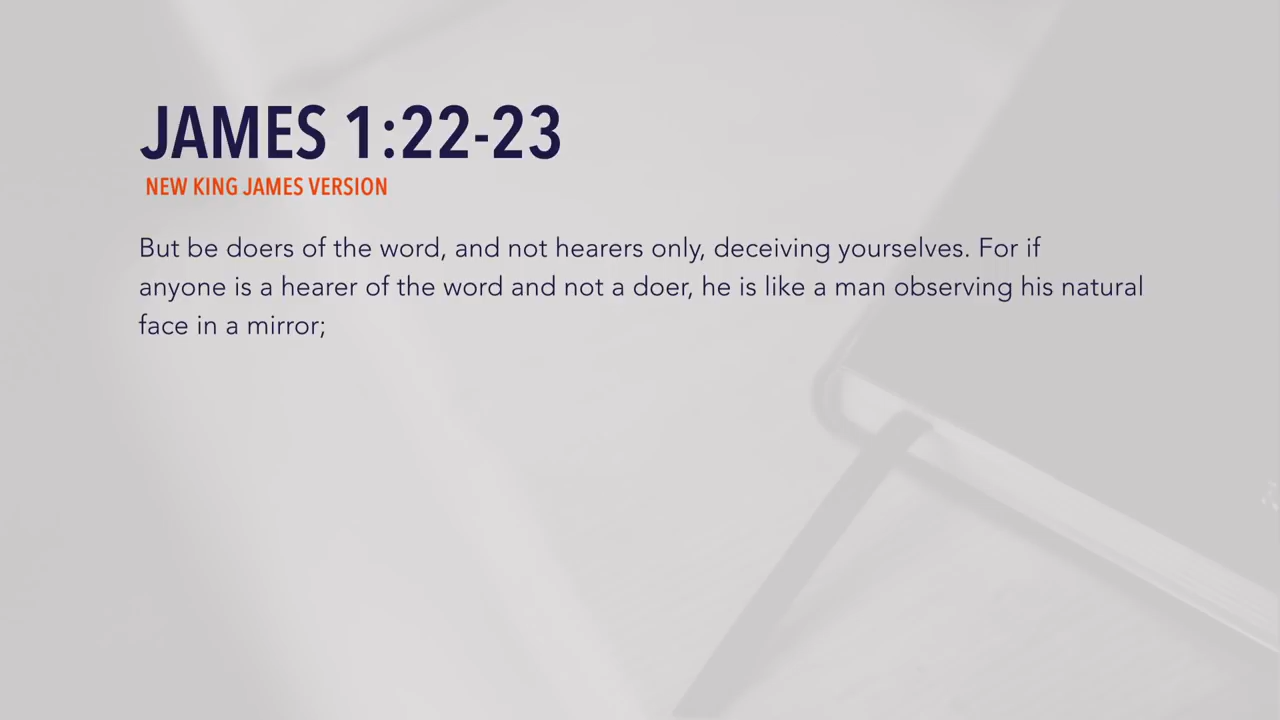 JAMES 1:22-23
NEW KING JAMES VERSION
But be doers of the word, and not hearers only, deceiving yourselves. For if
anyone is a hearer of the word and not a doer, he is like a man observing his natural
face in a mirror;